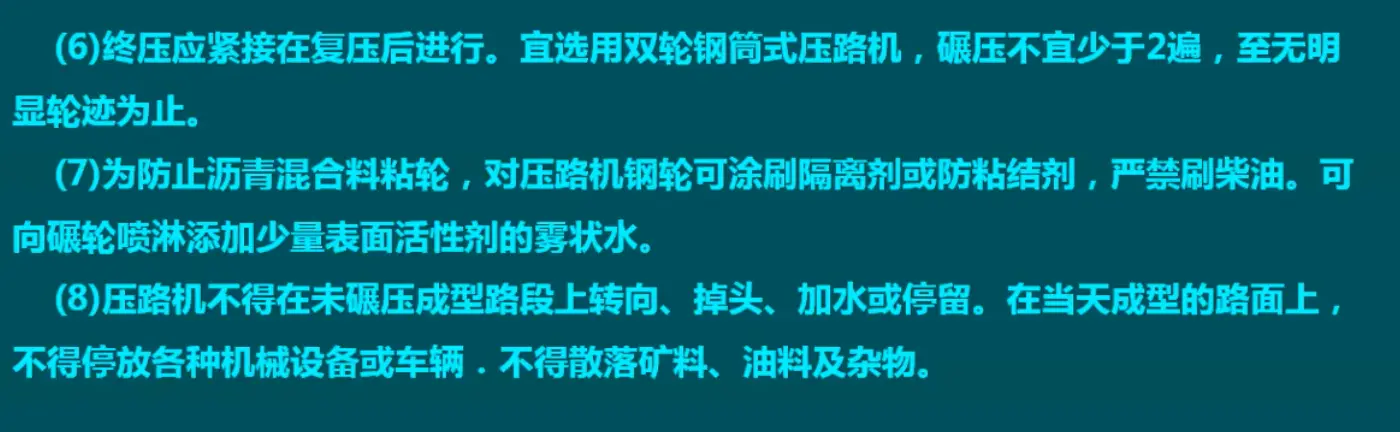 (6)终压应紧接在复压后进行。宜选用双轮钢筒式压路机，碾压不宜少于2遍，至无明
显轮迹为止。
(7)为防止沥青混合料粘轮，对压路机钢轮可涂刷隔离剂或防粘结剂，严禁刷柴油。可
向碾轮喷淋添加少量表面活性剂的雾状水。
(8)压路机不得在未碾压成型路段上转向、掉头、加水或停留。在当天成型的路面上，
不得停放各种机械设备或车辆．不得散落矿料、油料及杂物。